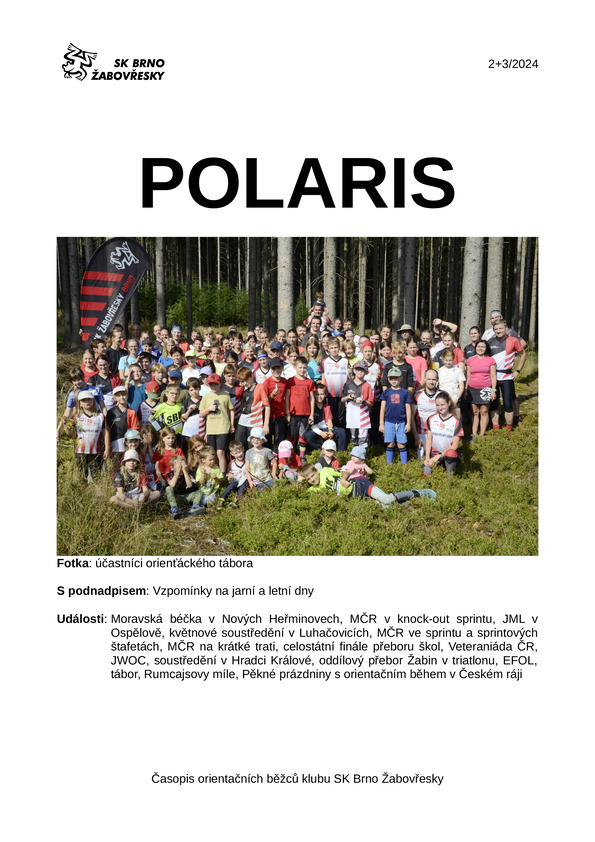 SK BRNO
ŽABOVŘESKY
2+3/2024
POLARIS
SK ŽABOVŘESKY BRNO
Fotka: účastníci orienťáckého tábora
S podnadpisem: Vzpomínky na jarní a letní dny
Události: Moravská béčka v Nových Heřminovech, MČR v knock-out sprintu, JML v
Ospělově, květnové soustředění v Luhačovicích, MČR ve sprintu a sprintových
štafetách, MČR na krátké trati, celostátní finále přeboru škol, Veteraniáda ČR,
JWOC, soustředění v Hradci Králové, oddílový přebor Žabin v triatlonu, EFOL,
tábor, Rumcajsovy míle, Pěkné prázdniny s orientačním během v Českém ráji
Časopis orientačních běžců klubu SK Brno Žabovřesky